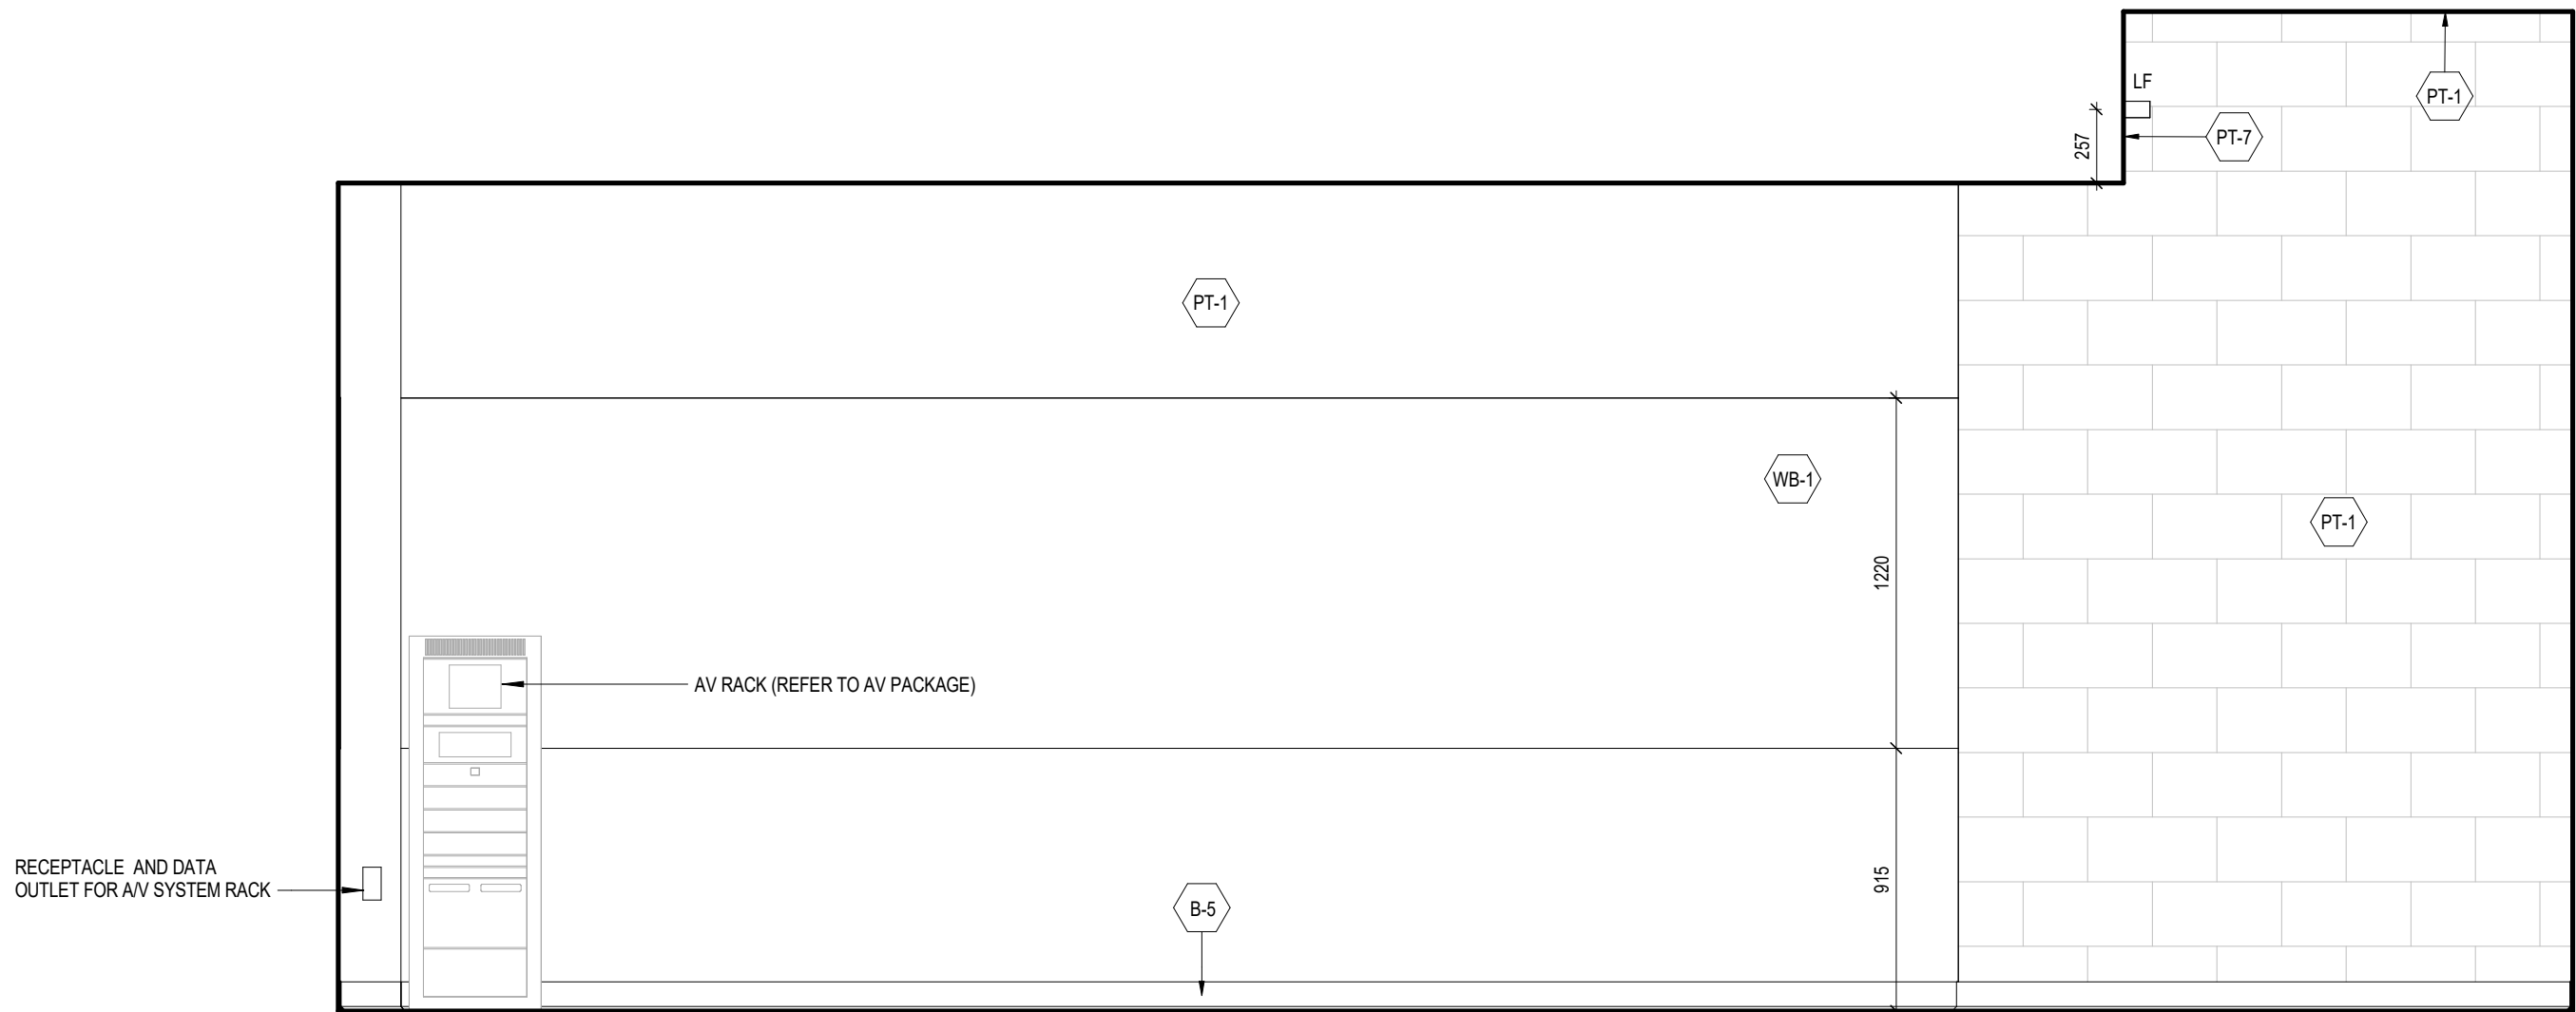 LF
PT-1
PT-7
257
PT-1
WB-1
PT-1
1220
AV RACK (REFER TO AV PACKAGE)
RECEPTACLE AND DATA
OUTLET FOR A/V SYSTEM RACK
915
B-5